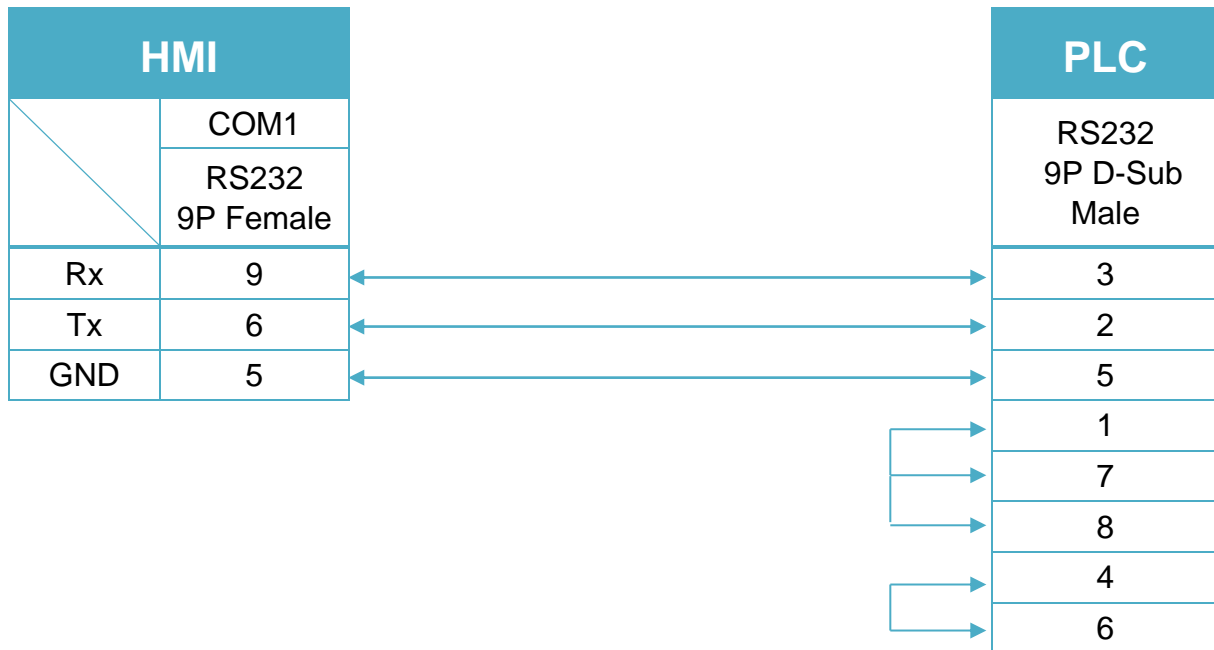 HMI
PLC
COM1
RS232
9P Female
RS232
9P D-Sub
Male
Rx 9 3
Tx 6 2
GND 5 5
1
7
8
4
6